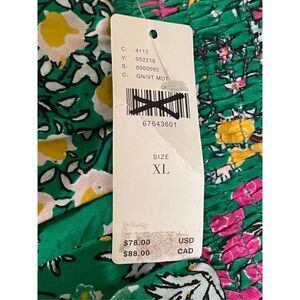 C: 4112
V: 052216
S: 0000092
C: GN/VT MOT
67643601
SIZE
XL
$78.00 USD
$88.00 CAD